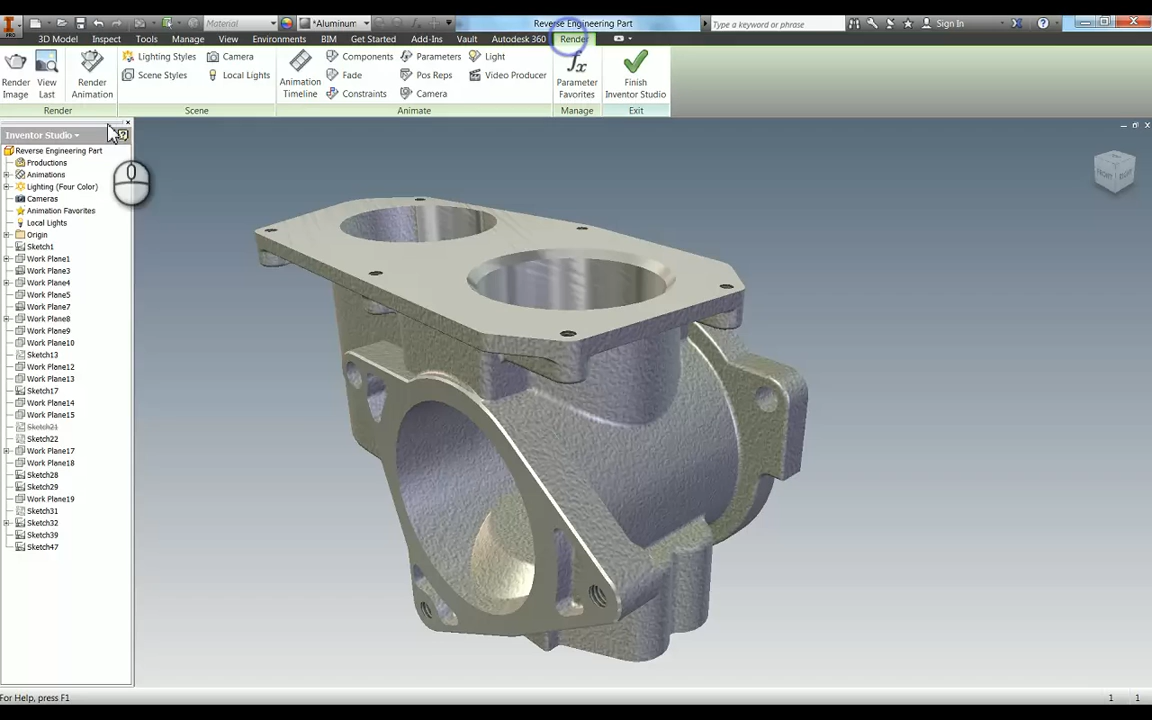 Material
*Aluminum
Reverse Engineering Part
Type a keyword or phrase
Sign In
PRO
3D Model Inspect Tools Manage View Environments BIM Get Started Add-Ins Vault Autodesk 360 Render
Render Image
View Last
Render Animation
Lighting Styles
Scene Styles
Camera
Local Lights
Animation Timeline
Components
Fade
Constraints
Parameters
Pos Reps
Camera
Light
Video Producer
fx
Parameter Favorites
Finish Inventor Studio
Render Scene Animate Manage Exit
Inventor Studio
Reverse Engineering Part
Productions
Animations
Lighting (Four Color)
Cameras
Animation Favorites
Local Lights
Origin
Sketch1
Work Plane1
Work Plane3
Work Plane4
Work Plane5
Work Plane7
Work Plane8
Work Plane9
Work Plane10
Sketch13
Work Plane12
Work Plane13
Sketch17
Work Plane14
Work Plane15
Sketch21
Sketch22
Work Plane17
Work Plane18
Sketch28
Sketch29
Work Plane19
Sketch31
Sketch32
Sketch39
Sketch47
FRONT
For Help, press F1
1 1